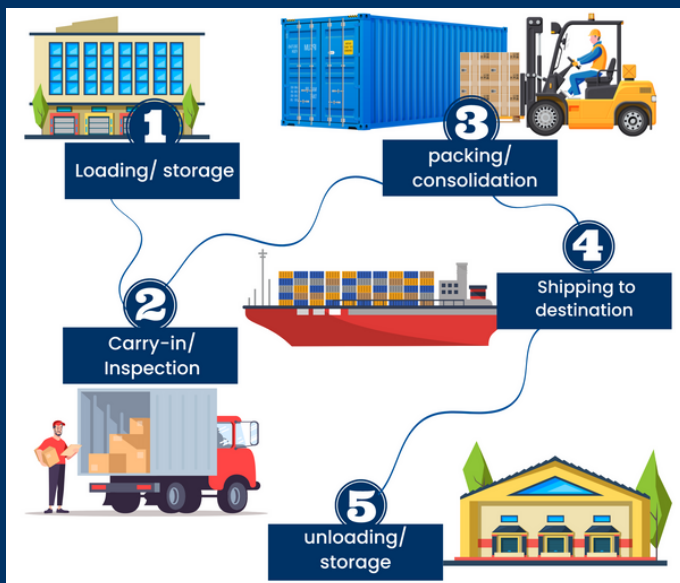 1
Loading/ storage
2
Carry-in/
Inspection
3
packing/
consolidation
4
Shipping to
destination
5
unloading/
storage